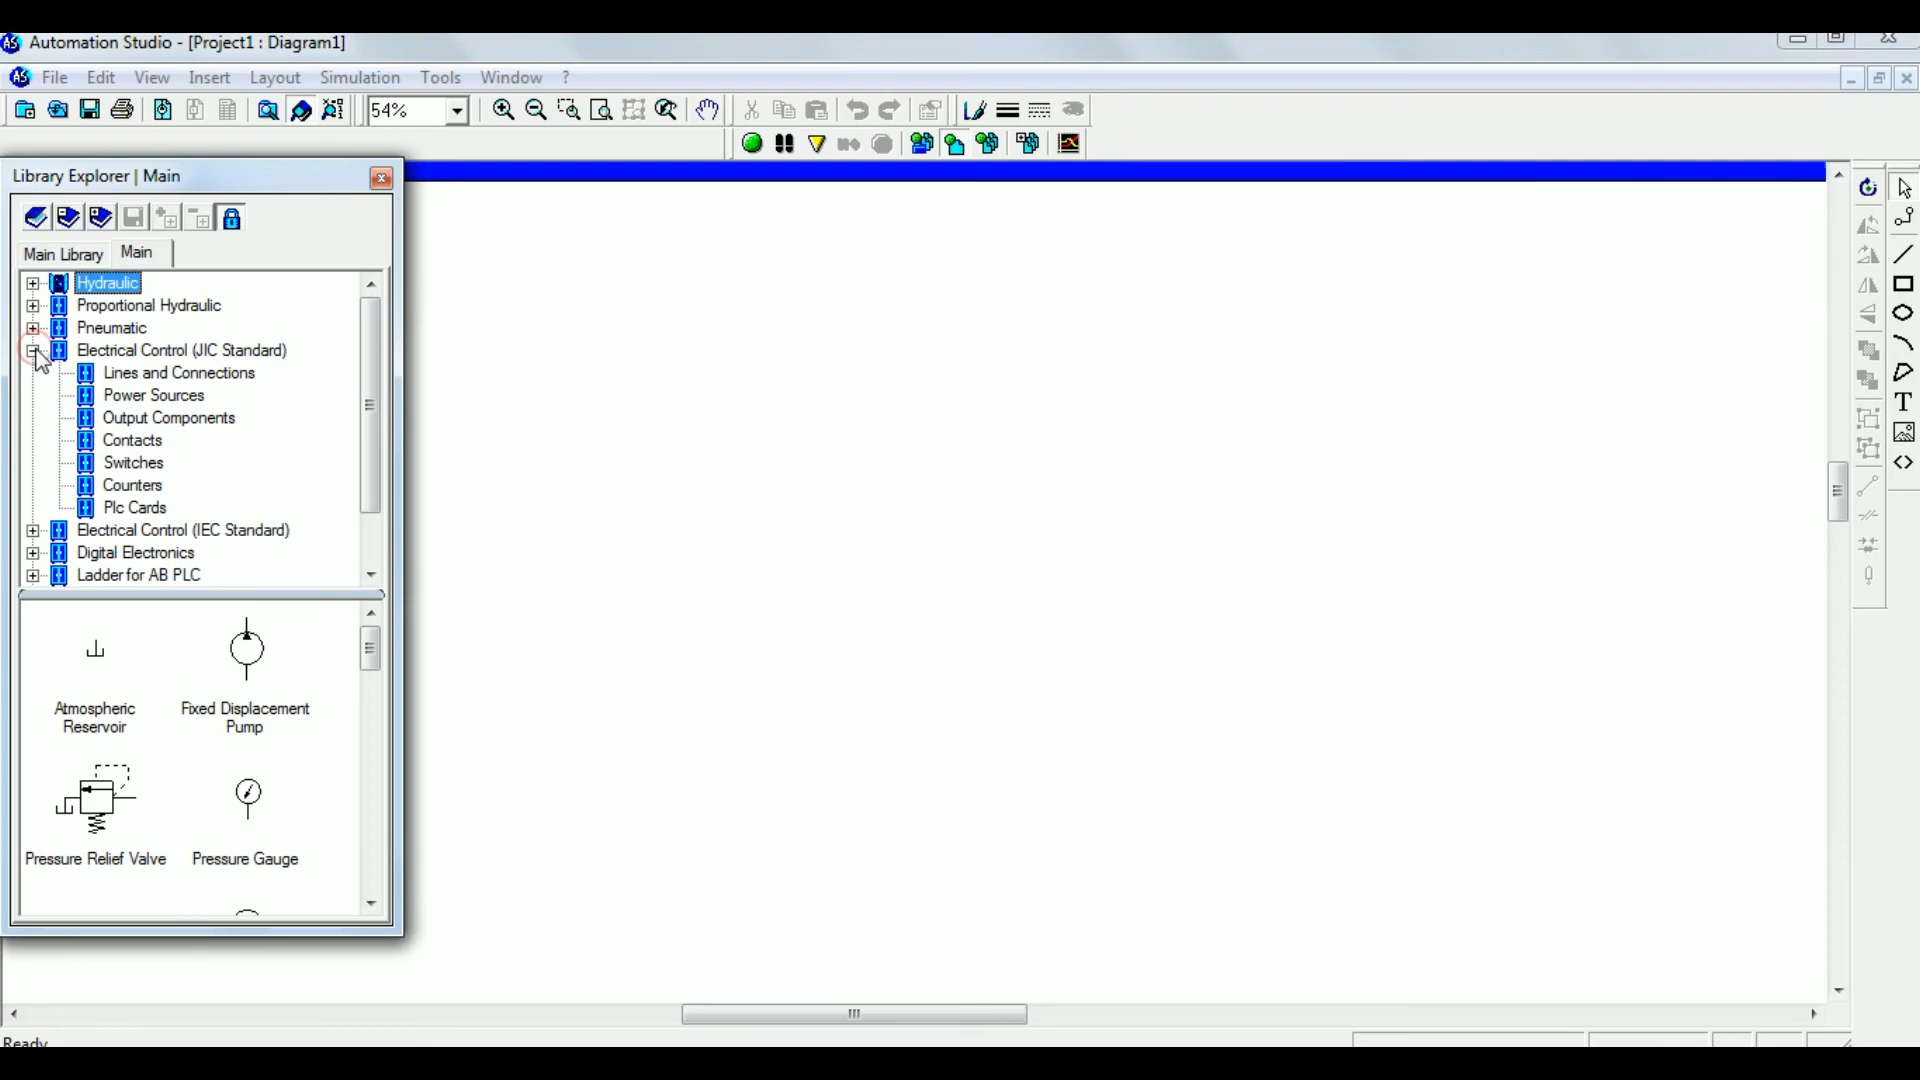 Automation Studio - [Project1 : Diagram1]
File Edit View Insert Layout Simulation Tools Window ?
54%
Library Explorer | Main
Main Library Main
Hydraulic
Proportional Hydraulic
Pneumatic
Electrical Control (JIC Standard)
Lines and Connections
Power Sources
Output Components
Contacts
Switches
Counters
Plc Cards
Electrical Control (IEC Standard)
Digital Electronics
Ladder for AB PLC
Atmospheric Reservoir
Fixed Displacement Pump
Pressure Relief Valve
Pressure Gauge
Ready